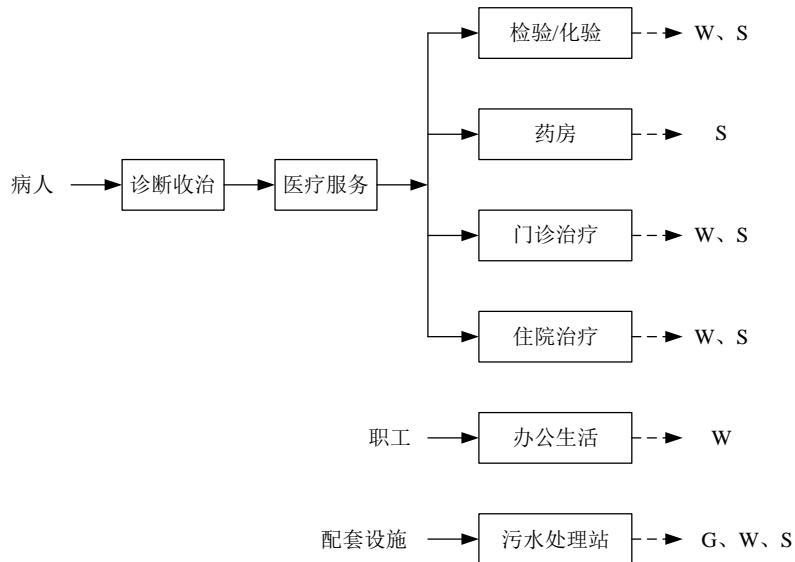 检验/化验
W、S
药房
S
病人
诊断收治
医疗服务
门诊治疗
W、S
住院治疗
W、S
职工
办公生活
W
配套设施
污水处理站
G、W、S